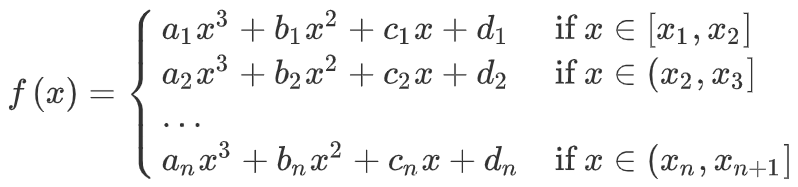 f (x) = { a₁x³ + b₁x² + c₁x + d₁ if x ∈ [x₁, x₂]
a₂x³ + b₂x² + c₂x + d₂ if x ∈ (x₂, x₃]
...
aₙx³ + bₙx² + cₙx + dₙ if x ∈ (xₙ, xₙ₊₁]